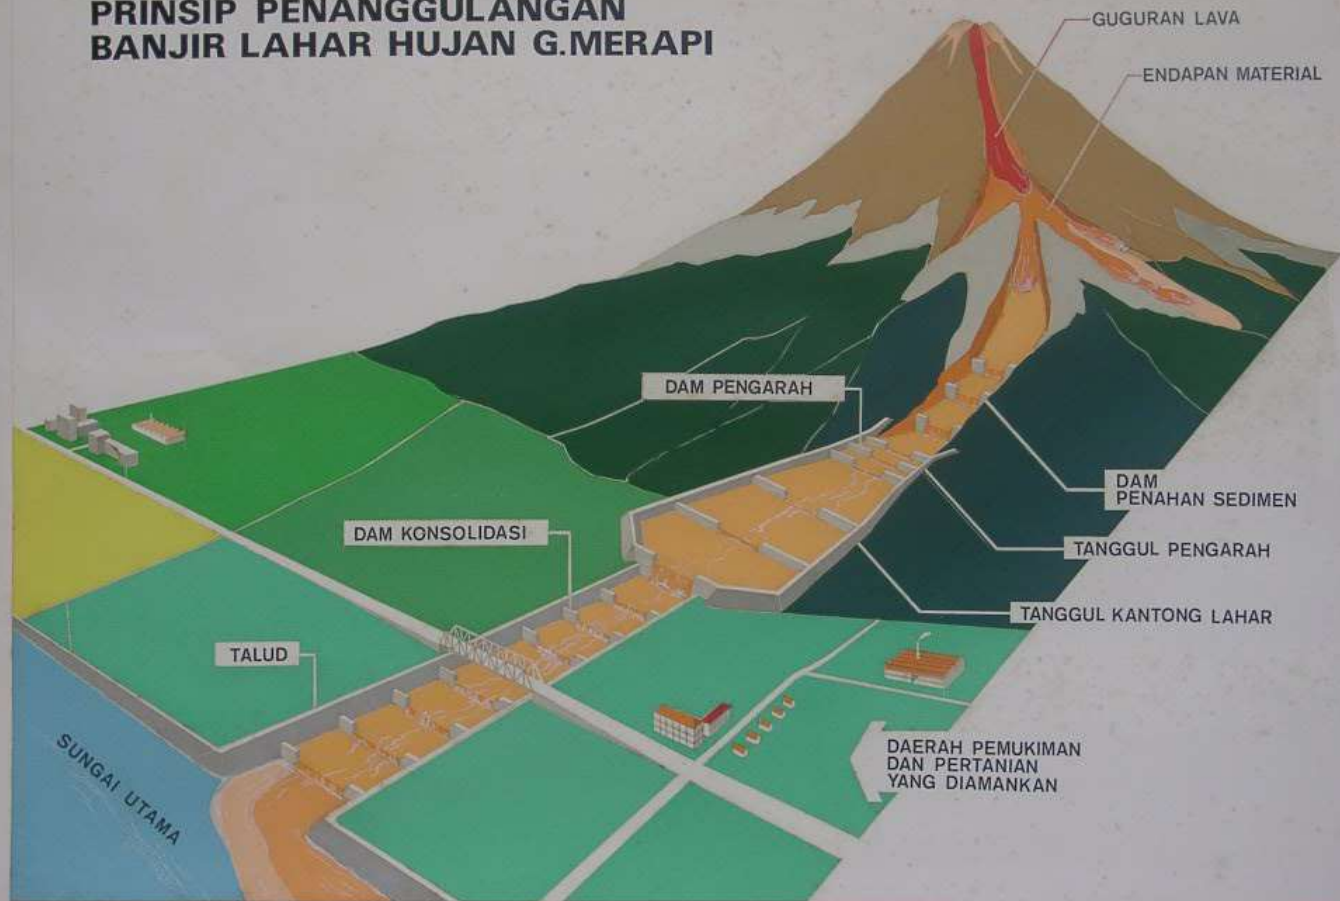 PRINSIP PENANGGULANGAN
BANJIR LAHAR HUJAN G.MERAPI
GUGURAN LAVA
ENDAPAN MATERIAL
DAM PENGARAH
DAM
PENAHAN SEDIMEN
DAM KONSOLIDASI
TANGGUL PENGARAH
TANGGUL KANTONG LAHAR
TALUD
DAERAH PEMUKIMAN
DAN PERTANIAN
YANG DIAMANKAN
SUNGAI UTAMA